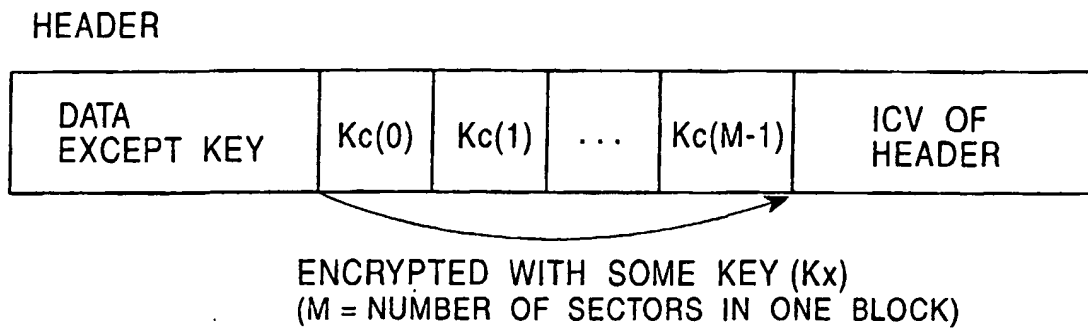 HEADER
DATA
EXCEPT KEY
Kc(0)
Kc(1)
...
Kc(M-1)
ICV OF
HEADER
ENCRYPTED WITH SOME KEY (Kx)
(M = NUMBER OF SECTORS IN ONE BLOCK)